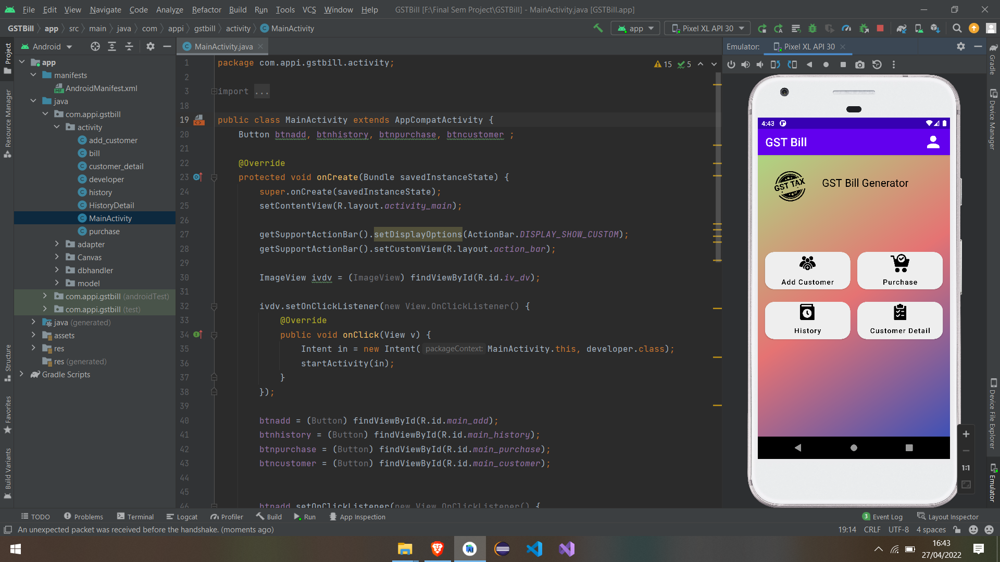 File Edit View Navigate Code Analyze Refactor Build Run Tools VCS Window Help GSTBill [F:\Final Sem Project\GSTBill] - MainActivity.java [GSTBill.app]
GSTBill app src main java com appi gstbill activity MainActivity app Pixel XL API 30
Android MainActivity.java Emulator: Pixel XL API 30
Project
Resource Manager
Structure
Favorites
Build Variants
app
manifests
AndroidManifest.xml
java
com.appi.gstbill
activity
add_customer
bill
customer_detail
developer
history
HistoryDetail
MainActivity
purchase
adapter
Canvas
dbhandler
model
com.appi.gstbill (androidTest)
com.appi.gstbill (test)
java (generated)
assets
res
res (generated)
Gradle Scripts
15 5
1 package com.appi.gstbill.activity;
2
3 import ...
18
19 public class MainActivity extends AppCompatActivity {
20 Button btnadd, btnhistory, btnpurchase, btncustomer ;
21
22 @Override
23 protected void onCreate(Bundle savedInstanceState) {
24 super.onCreate(savedInstanceState);
25 setContentView(R.layout.activity_main);
26
27 getSupportActionBar().setDisplayOptions(ActionBar.DISPLAY_SHOW_CUSTOM);
28 getSupportActionBar().setCustomView(R.layout.action_bar);
29
30 ImageView ivdv = (ImageView) findViewById(R.id.iv_dv);
31
32 ivdv.setOnClickListener(new View.OnClickListener() {
33 @Override
34 public void onClick(View v) {
35 Intent in = new Intent( packageContext: MainActivity.this, developer.class);
36 startActivity(in);
37 }
38 });
39
40 btnadd = (Button) findViewById(R.id.main_add);
41 btnhistory = (Button) findViewById(R.id.main_history);
42 btnpurchase = (Button) findViewById(R.id.main_purchase);
43 btncustomer = (Button) findViewById(R.id.main_customer);
44
45
46 btnadd.setOnClickListener(new View.OnClickListener() {
4:43
GST Bill
GST TAX
GST Bill Generator
Add Customer Purchase
History Customer Detail
1:1
Gradle
Device Manager
Device File Explorer
Emulator
TODO Problems Terminal Logcat Profiler Build Run App Inspection 3 Event Log Layout Inspector
An unexpected packet was received before the handshake. (moments ago) 19:14 CRLF UTF-8 4 spaces
16:43
27/04/2022